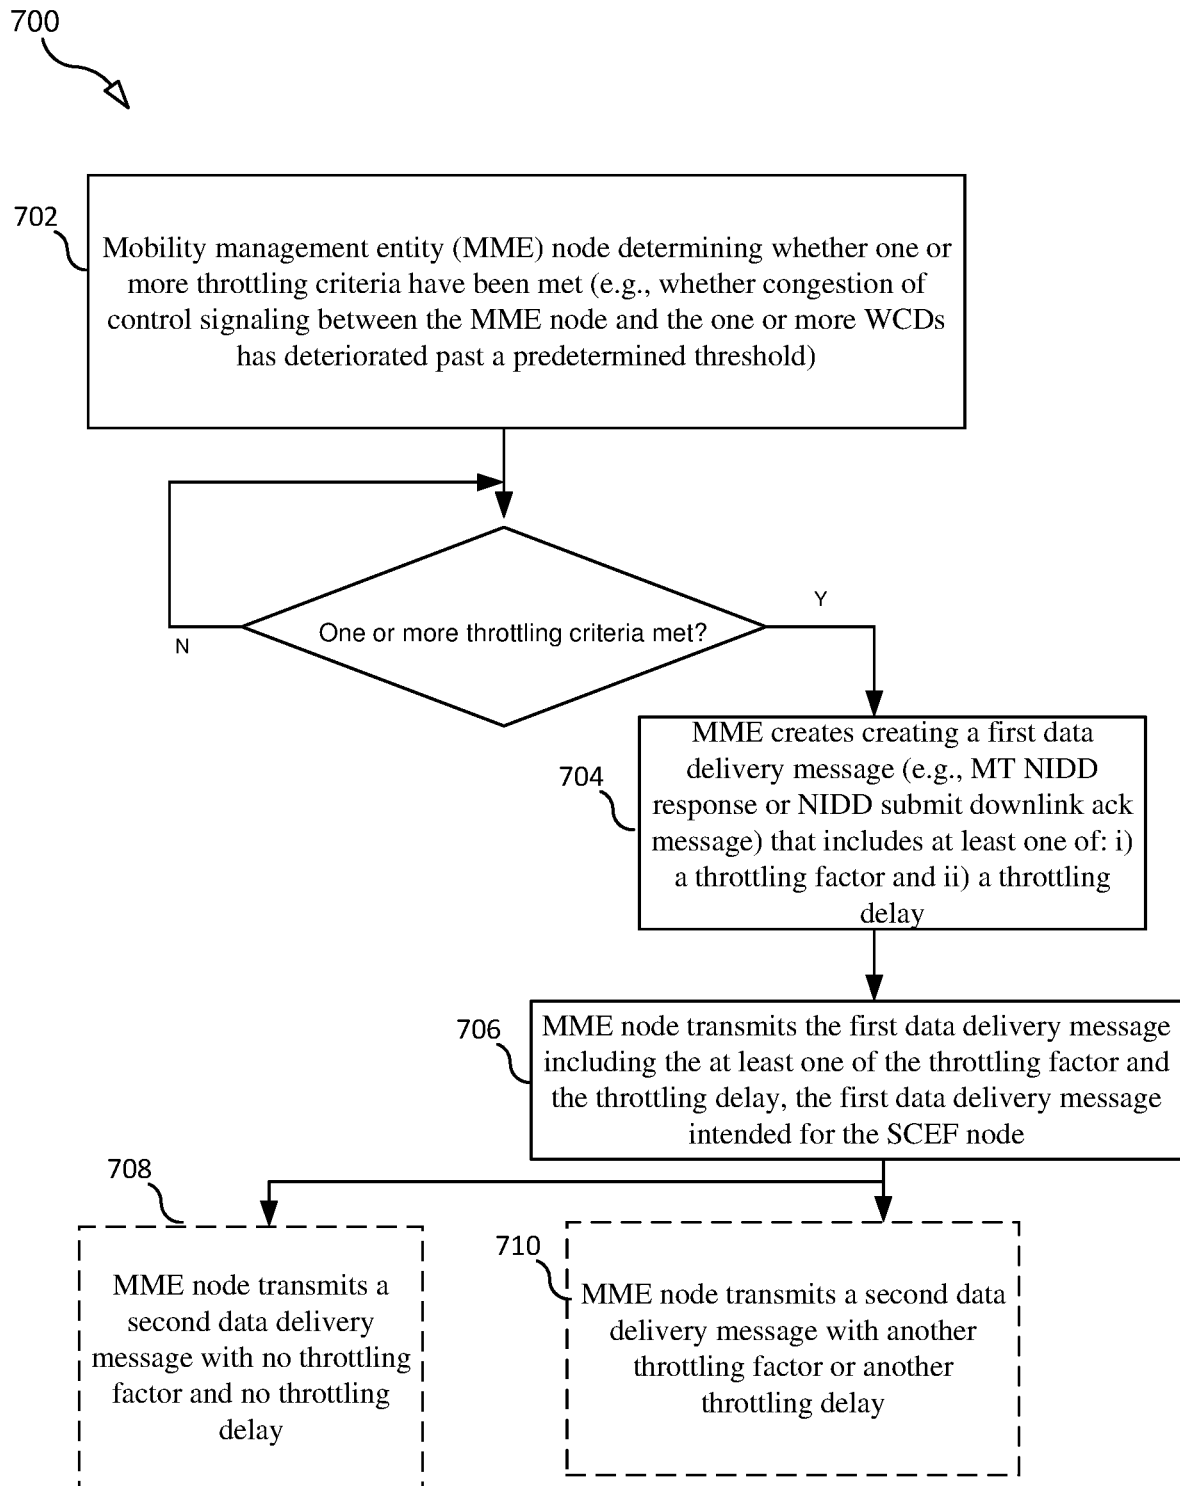 700
702
Mobility management entity (MME) node determining whether one or
more throttling criteria have been met (e.g., whether congestion of
control signaling between the MME node and the one or more WCDs
has deteriorated past a predetermined threshold)
One or more throttling criteria met?
N
Y
704
MME creates creating a first data
delivery message (e.g., MT NIDD
response or NIDD submit downlink ack
message) that includes at least one of: i)
a throttling factor and ii) a throttling
delay
706
MME node transmits the first data delivery message
including the at least one of the throttling factor and
the throttling delay, the first data delivery message
intended for the SCEF node
708
MME node transmits a
second data delivery
message with no throttling
factor and no throttling
delay
710
MME node transmits a second data
delivery message with another
throttling factor or another
throttling delay